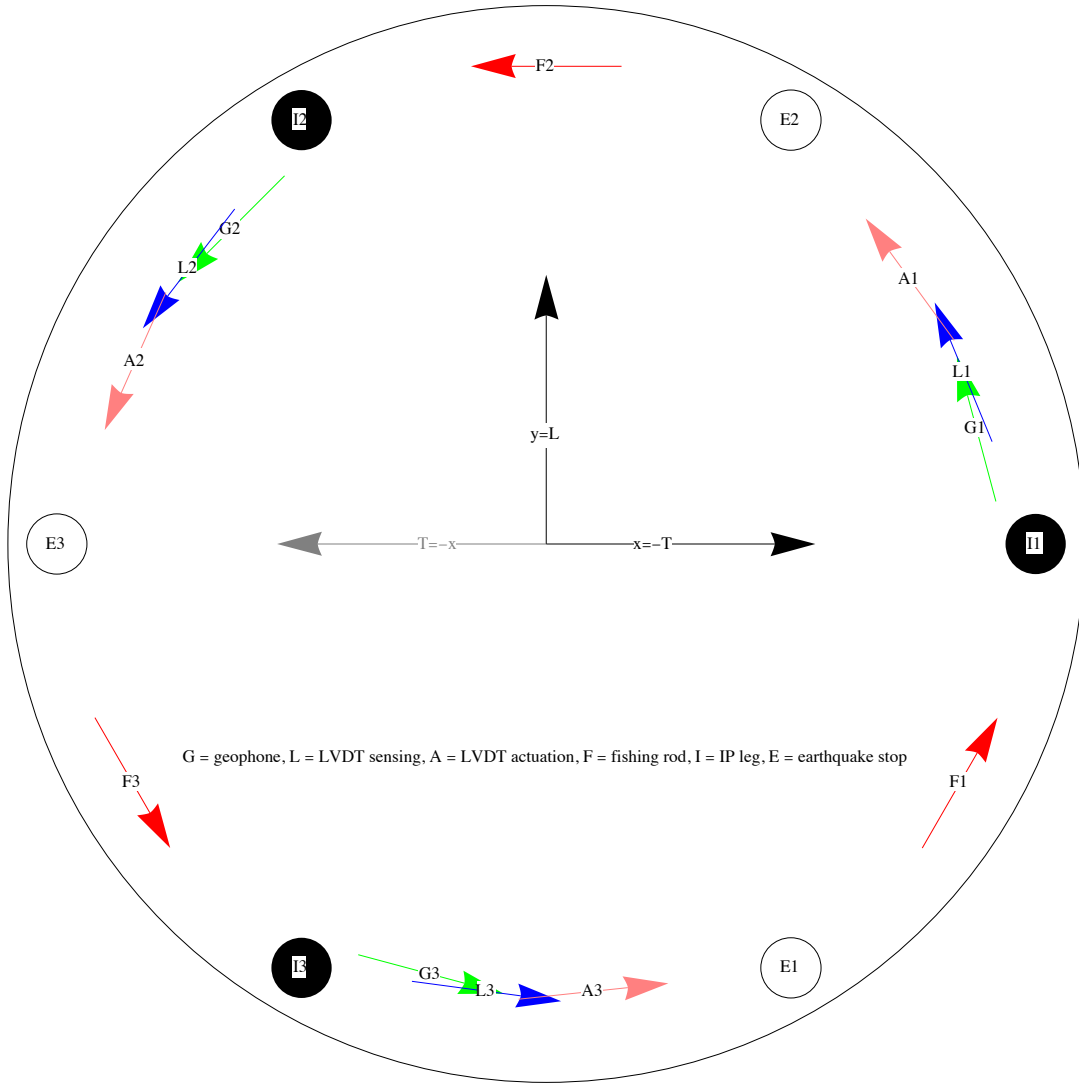 F2
I2
E2
G2
A1
L2
A2
L1
G1
y=L
E3
T=−x
x=−T
I1
G = geophone, L = LVDT sensing, A = LVDT actuation, F = fishing rod, I = IP leg, E = earthquake stop
F3
F1
I3
G3
L3
A3
E1